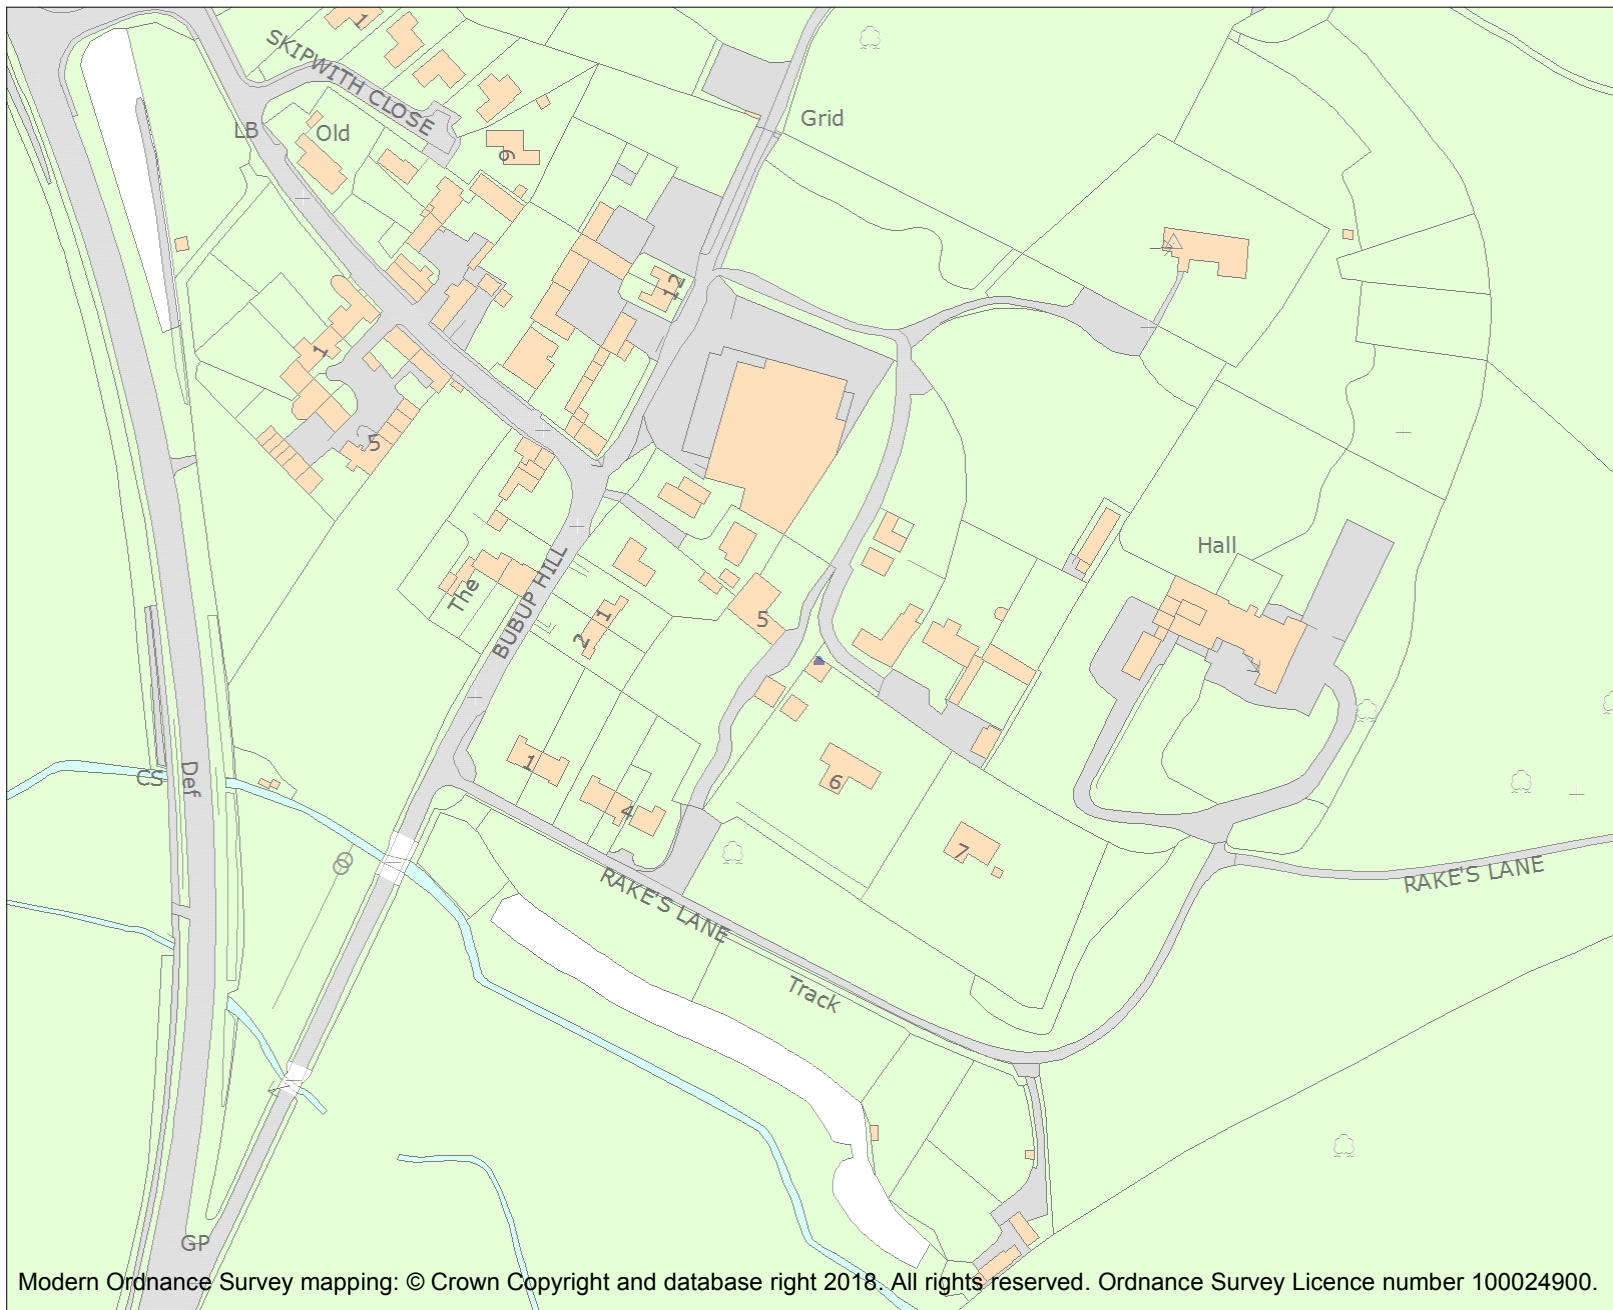 1
SKIPWITH CLOSE
LB
Old
9
Grid
1 2
1
5
Hall
The
BUBUP HILL
1
2
5
CS
Def
1
4
6
7
RAKE'S LANE
RAKE'S LANE
Track
GP
Modern Ordnance Survey mapping: © Crown Copyright and database right 2018. All rights reserved. Ordnance Survey Licence number 100024900.